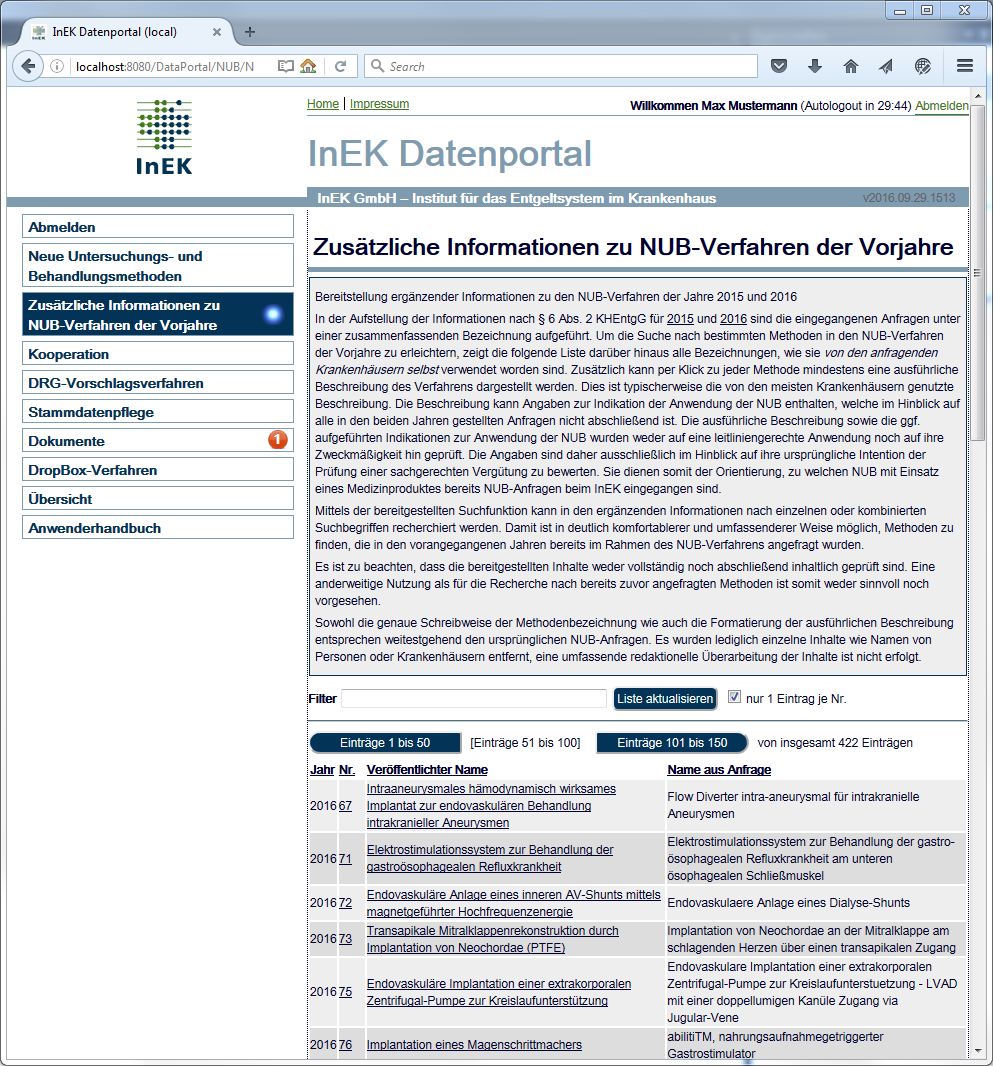 InEK Datenportal (local)
localhost:8080/DataPortal/NUB/N
Search
InEK
Home | Impressum
Willkommen Max Mustermann (Autologout in 29:44) Abmelden
InEK Datenportal
InEK GmbH – Institut für das Entgeltsystem im Krankenhaus
v2016.09.29.1513
Abmelden
Neue Untersuchungs- und
Behandlungsmethoden
Zusätzliche Informationen zu
NUB-Verfahren der Vorjahre
Kooperation
DRG-Vorschlagsverfahren
Stammdatenpflege
Dokumente 1
DropBox-Verfahren
Übersicht
Anwenderhandbuch
Zusätzliche Informationen zu NUB-Verfahren der Vorjahre
Bereitstellung ergänzender Informationen zu den NUB-Verfahren der Jahre 2015 und 2016
In der Aufstellung der Informationen nach § 6 Abs. 2 KHEntgG für 2015 und 2016 sind die eingegangenen Anfragen unter
einer zusammenfassenden Bezeichnung aufgeführt. Um die Suche nach bestimmten Methoden in den NUB-Verfahren
der Vorjahre zu erleichtern, zeigt die folgende Liste darüber hinaus alle Bezeichnungen, wie sie von den anfragenden
Krankenhäusern selbst verwendet worden sind. Zusätzlich kann per Klick zu jeder Methode mindestens eine ausführliche
Beschreibung des Verfahrens dargestellt werden. Dies ist typischerweise die von den meisten Krankenhäusern genutzte
Beschreibung. Die Beschreibung kann Angaben zur Indikation der Anwendung der NUB enthalten, welche im Hinblick auf
alle in den beiden Jahren gestellten Anfragen nicht abschließend ist. Die ausführliche Beschreibung sowie die ggf.
aufgeführten Indikationen zur Anwendung der NUB wurden weder auf eine leitliniengerechte Anwendung noch auf ihre
Zweckmäßigkeit hin geprüft. Die Angaben sind daher ausschließlich im Hinblick auf ihre ursprüngliche Intention der
Prüfung einer sachgerechten Vergütung zu bewerten. Sie dienen somit der Orientierung, zu welchen NUB mit Einsatz
eines Medizinproduktes bereits NUB-Anfragen beim InEK eingegangen sind.
Mittels der bereitgestellten Suchfunktion kann in den ergänzenden Informationen nach einzelnen oder kombinierten
Suchbegriffen recherchiert werden. Damit ist in deutlich komfortablerer und umfassenderer Weise möglich, Methoden zu
finden, die in den vorangegangenen Jahren bereits im Rahmen des NUB-Verfahrens angefragt wurden.
Es ist zu beachten, dass die bereitgestellten Inhalte weder vollständig noch abschließend inhaltlich geprüft sind. Eine
anderweitige Nutzung als für die Recherche nach bereits zuvor angefragten Methoden ist somit weder sinnvoll noch
vorgesehen.
Sowohl die genaue Schreibweise der Methodenbezeichnung wie auch die Formatierung der ausführlichen Beschreibung
entsprechen weitestgehend den ursprünglichen NUB-Anfragen. Es wurden lediglich einzelne Inhalte wie Namen von
Personen oder Krankenhäusern entfernt, eine umfassende redaktionelle Überarbeitung der Inhalte ist nicht erfolgt.
Filter Liste aktualisieren nur 1 Eintrag je Nr.
Einträge 1 bis 50 [Einträge 51 bis 100] Einträge 101 bis 150 von insgesamt 422 Einträgen
Jahr Nr. Veröffentlichter Name Name aus Anfrage
2016 67 Intraaneurysmales hämodynamisch wirksames
Implantat zur endovaskulären Behandlung
intrakranieller Aneurysmen
Flow Diverter intra-aneurysmal für intrakranielle
Aneurysmen
2016 71 Elektrostimulationssystem zur Behandlung der
gastroösophagealen Refluxkrankheit
Elektrostimulationssystem zur Behandlung der gastro-
ösophagealen Refluxkrankheit am unteren
ösophagealen Schließmuskel
2016 72 Endovaskuläre Anlage eines inneren AV-Shunts mittels
magnetgeführter Hochfrequenzenergie
Endovaskulaere Anlage eines Dialyse-Shunts
2016 73 Transapikale Mitralklappenrekonstruktion durch
Implantation von Neochordae (PTFE)
Implantation von Neochordae an der Mitralklappe am
schlagenden Herzen über einen transapikalen Zugang
2016 75 Endovaskuläre Implantation einer extrakorporalen
Zentrifugal-Pumpe zur Kreislaufunterstützung
Endovaskulare Implantation einer extrakorporalen
Zentrifugal-Pumpe zur Kreislaufunterstuetzung - LVAD
mit einer doppellumigen Kanüle Zugang via
Jugular-Vene
2016 76 Implantation eines Magenschrittmachers
abilitiTM, nahrungsaufnahmegetriggerter
Gastrostimulator